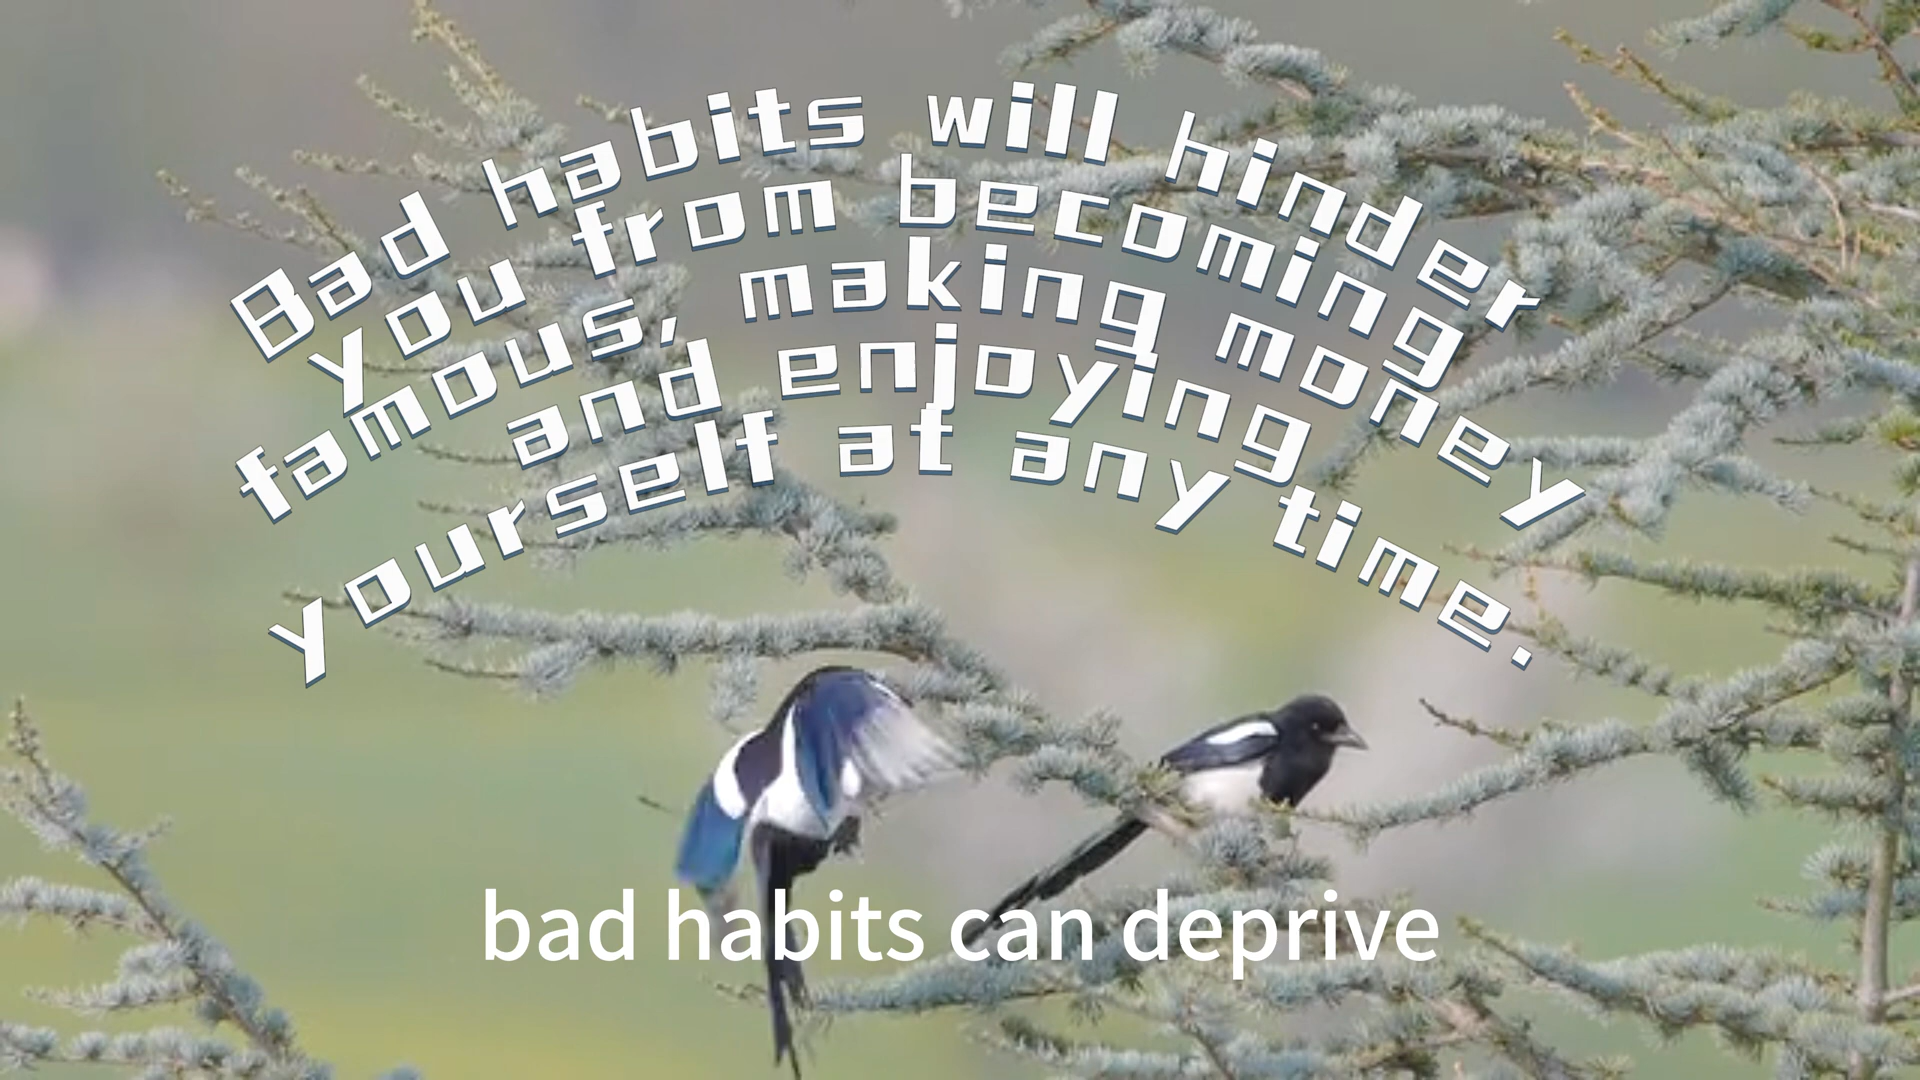 Bad habits will hinder
you from becoming
famous, making money
and enjoying
yourself at any time.
bad habits can deprive